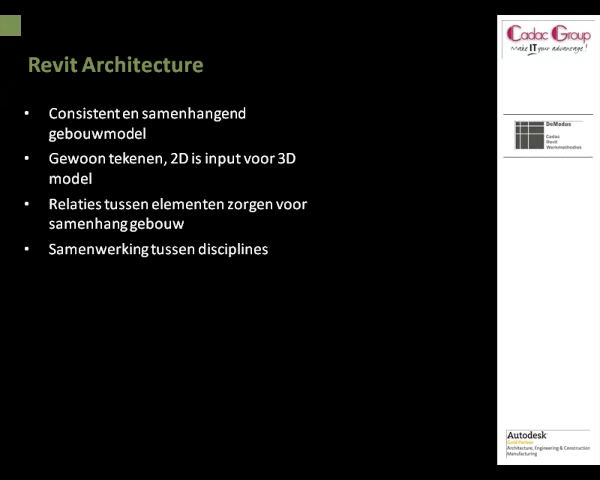 Revit Architecture
• Consistent en samenhangend
gebouwmodel
• Gewoon tekenen, 2D is input voor 3D
model
• Relaties tussen elementen zorgen voor
samenhang gebouw
• Samenwerking tussen disciplines
Cadac Group
make IT your advantage!
DeModus
Cadac
Revit
Werkmethodes
Autodesk
Gold Partner
Architecture, Engineering & Construction
Manufacturing